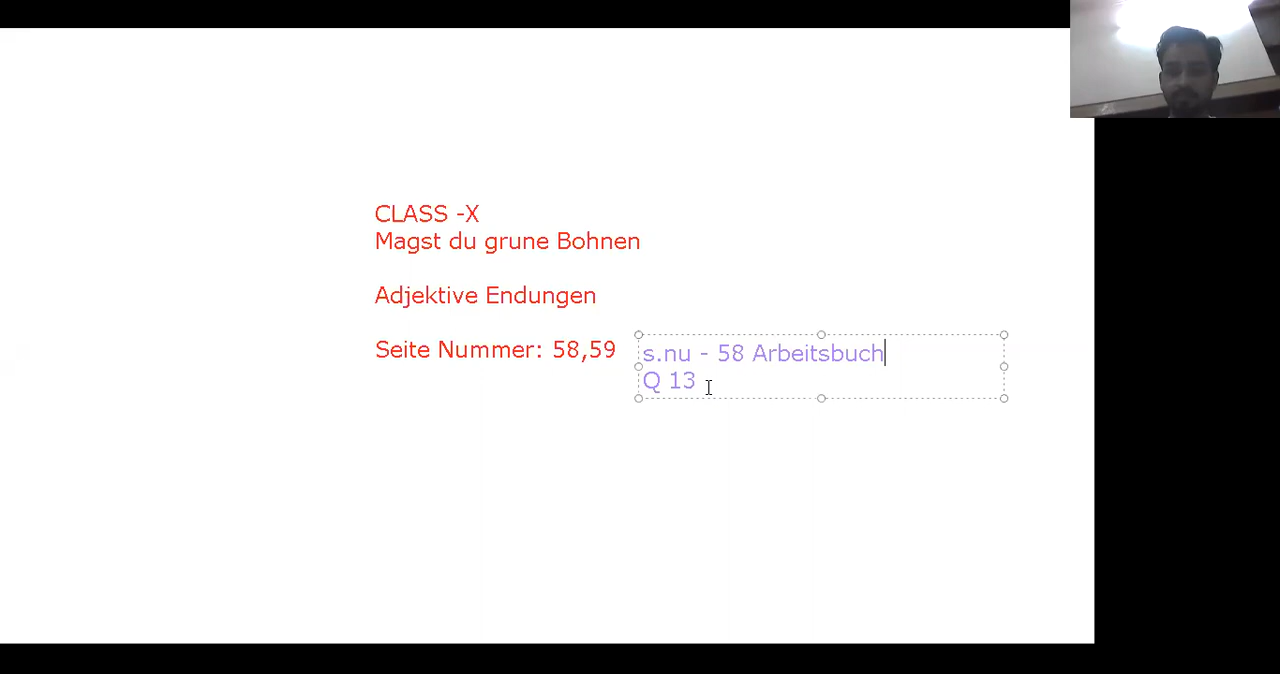 CLASS -X
Magst du grune Bohnen
Adjektive Endungen
Seite Nummer: 58,59
s.nu - 58 Arbeitsbuch
Q 13